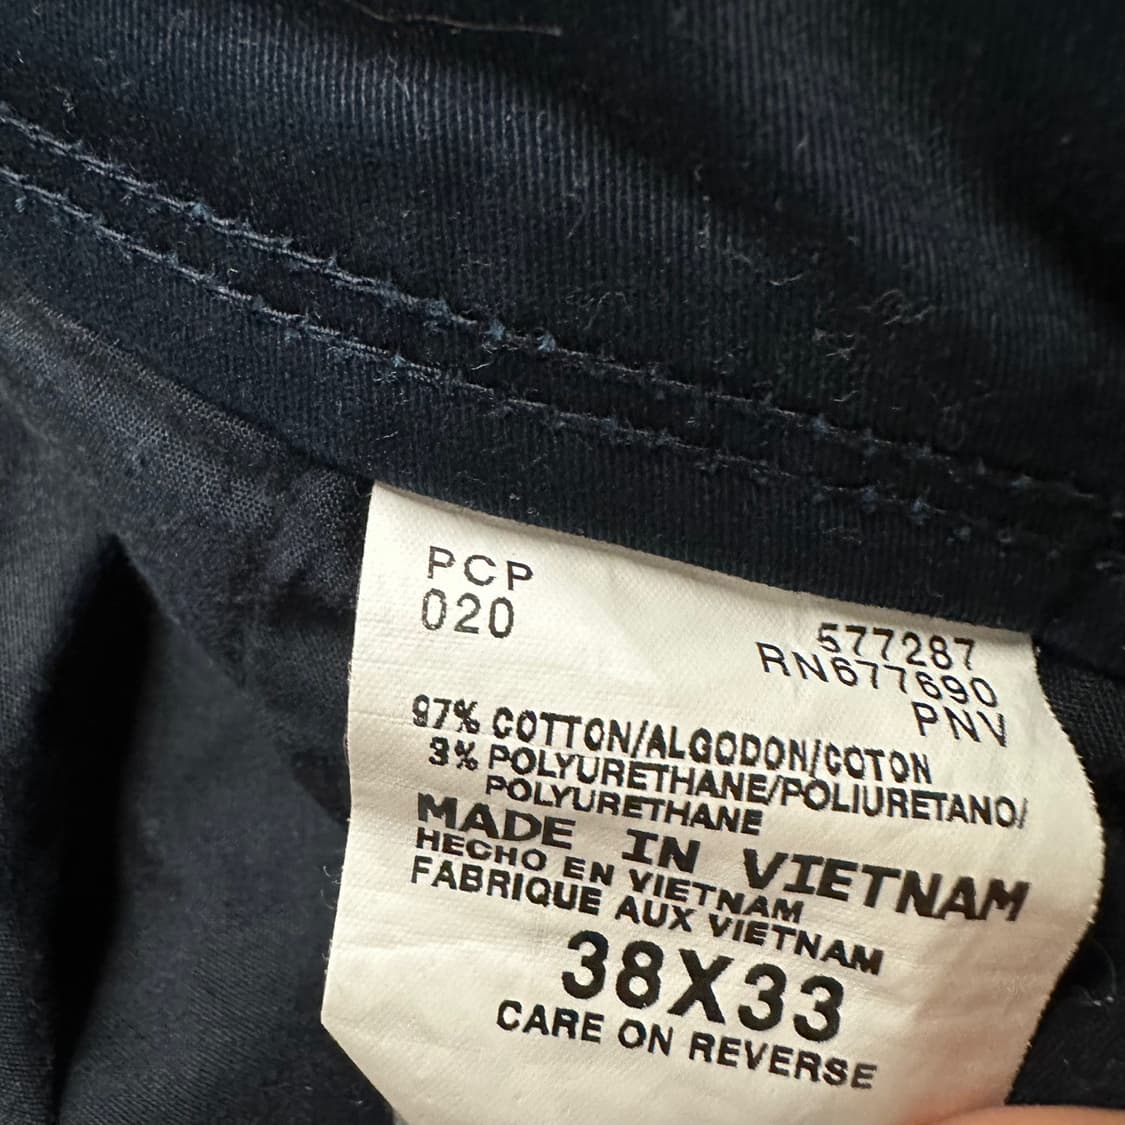 PCP
020
577287
RN677690
PNV
97% COTTON/ALGODON/COTON
3% POLYURETHANE/POLIURETANO/
POLYURETHANE
MADE IN VIETNAM
HECHO EN VIETNAM
FABRIQUE AUX VIETNAM
38X33
CARE ON REVERSE